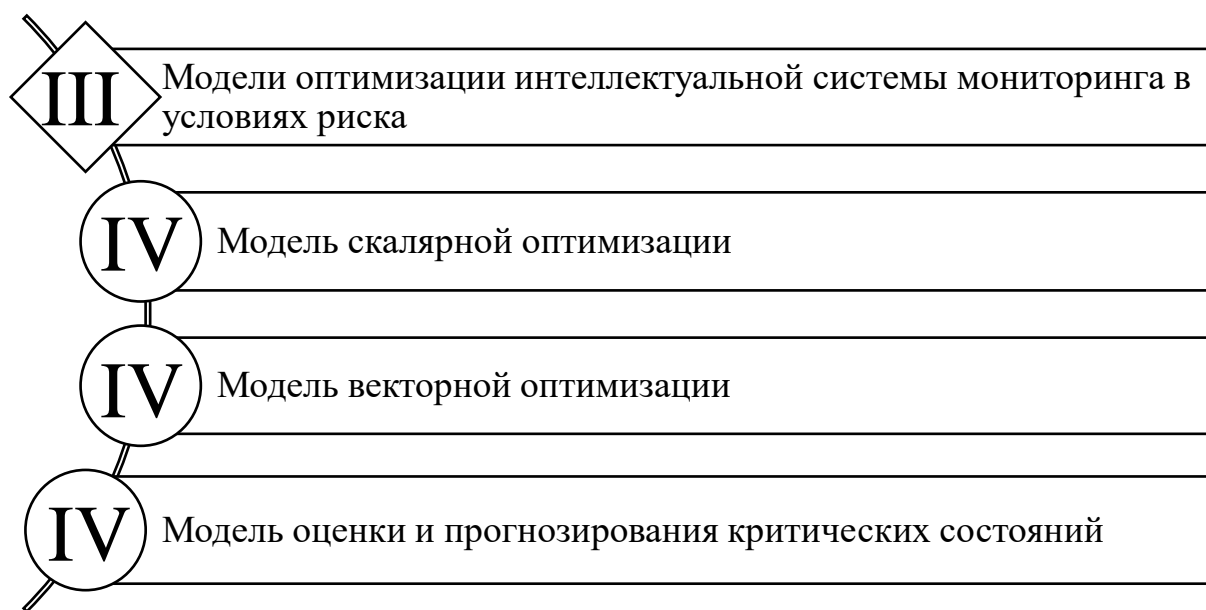 III
Модели оптимизации интеллектуальной системы мониторинга в
условиях риска
IV
Модель скалярной оптимизации
IV
Модель векторной оптимизации
IV
Модель оценки и прогнозирования критических состояний